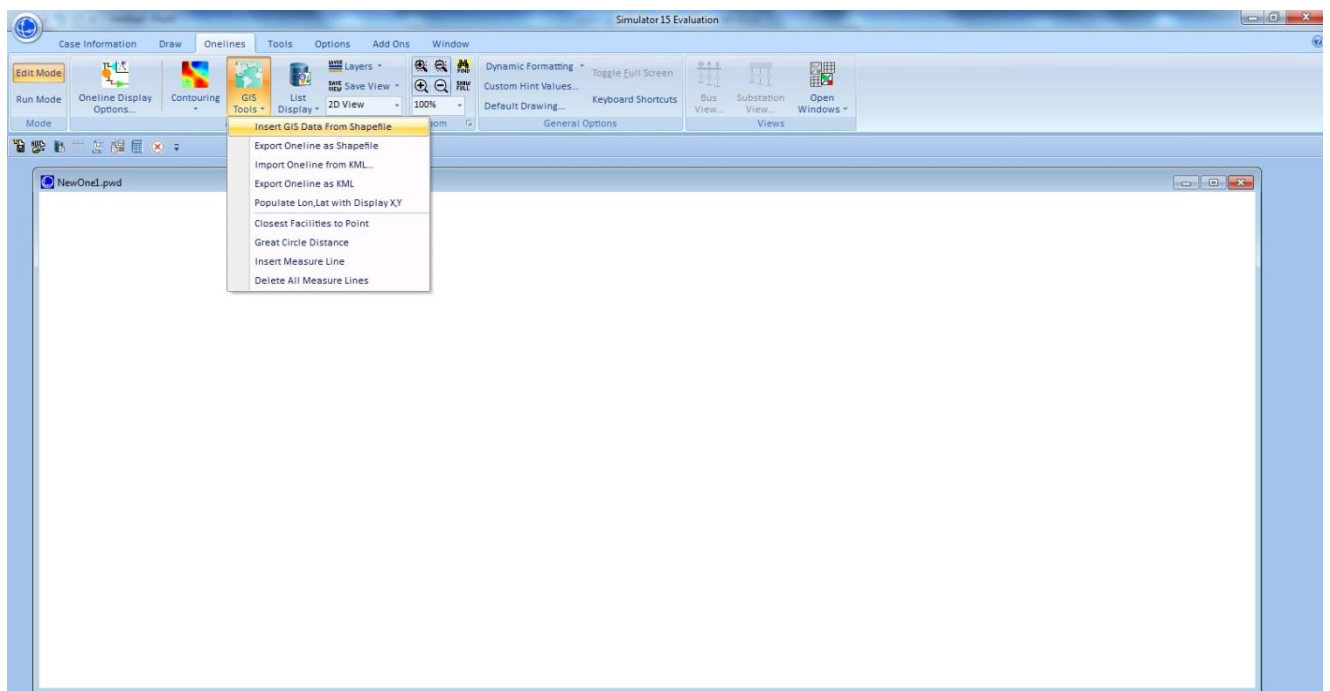 Simulator 15 Evaluation
Case Information Draw Onelines Tools Options Add Ons Window
Edit Mode
Run Mode
Mode
Oneline Display
Options...
Contouring
GIS
Tools
List
Display
Layers
Save View
2D View
100%
Dynamic Formatting
Custom Hint Values...
Default Drawing...
Toggle Full Screen
Keyboard Shortcuts
General Options
Bus
View...
Substation
View...
Open
Windows
Views
Insert GIS Data From Shapefile
Export Oneline as Shapefile
Import Oneline from KML...
Export Oneline as KML
Populate Lon,Lat with Display X,Y
Closest Facilities to Point
Great Circle Distance
Insert Measure Line
Delete All Measure Lines
NewOne1.pwd